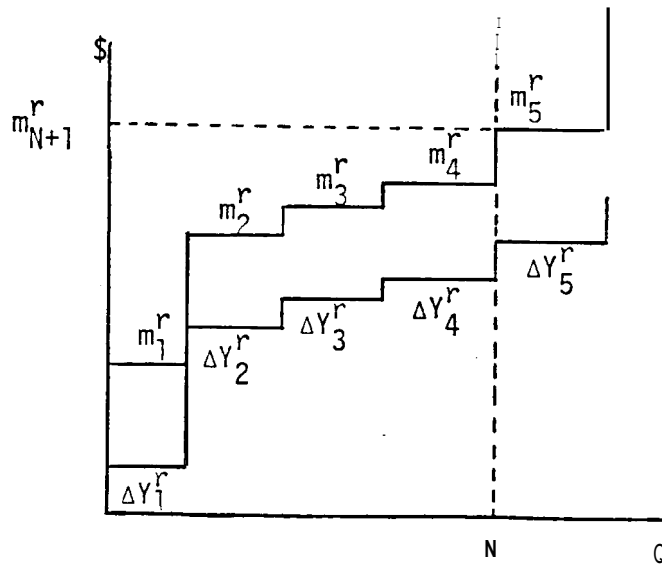 $
m^r_{N+1}
m^r_5
m^r_4
m^r_3
m^r_2
m^r_1
ΔY^r_5
ΔY^r_4
ΔY^r_3
ΔY^r_2
ΔY^r_1
N
Q